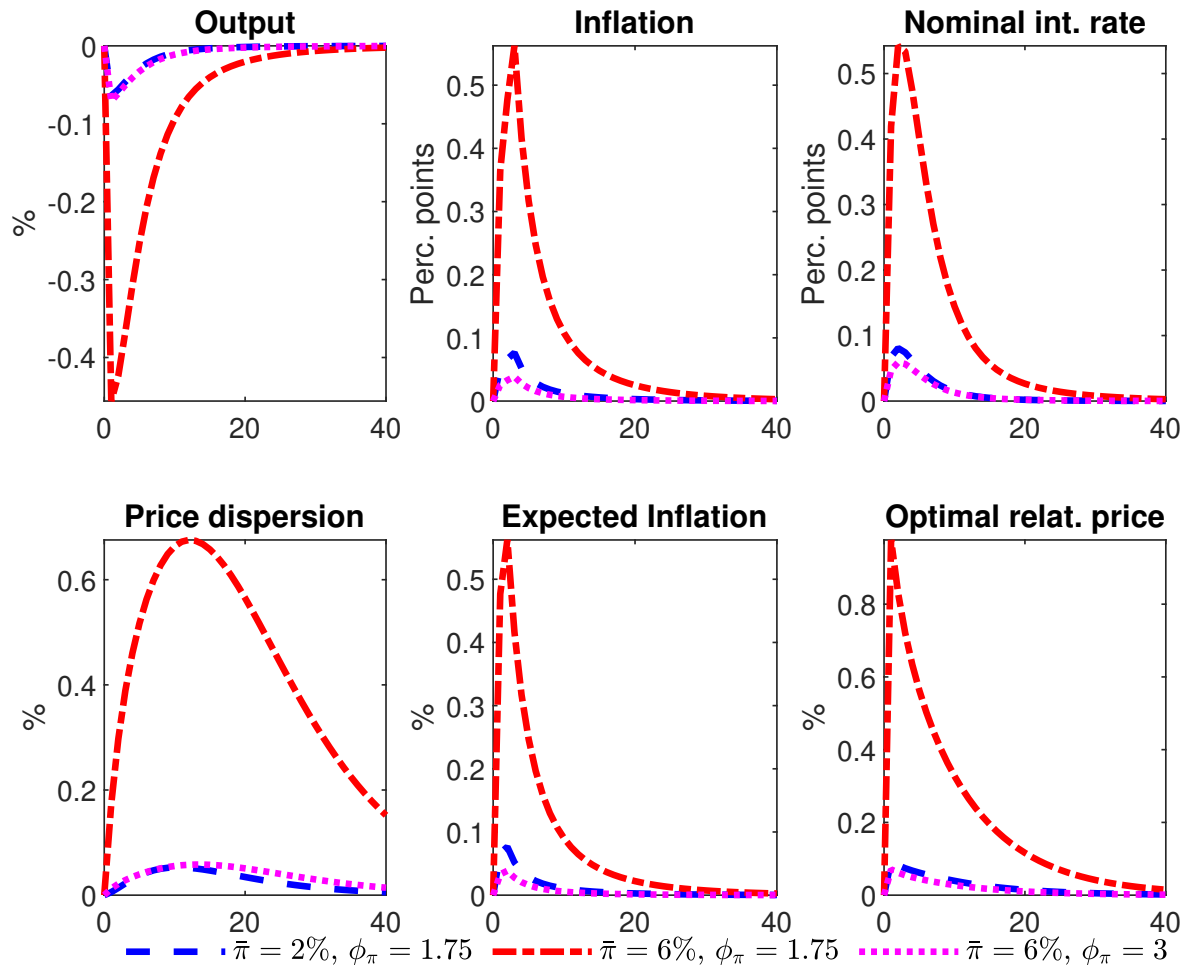 Output
Inflation
Nominal int. rate
0
-0.1
-0.2
-0.3
-0.4
%
0 20 40
0.5
0.4
0.3
0.2
0.1
0
Perc. points
0 20 40
0.5
0.4
0.3
0.2
0.1
0
Perc. points
0 20 40
Price dispersion
Expected Inflation
Optimal relat. price
0.6
0.4
0.2
0
%
0 20 40
0.5
0.4
0.3
0.2
0.1
0
%
0 20 40
0.8
0.6
0.4
0.2
0
%
0 20 40
π̄ = 2%, φ_π = 1.75 π̄ = 6%, φ_π = 1.75 π̄ = 6%, φ_π = 3